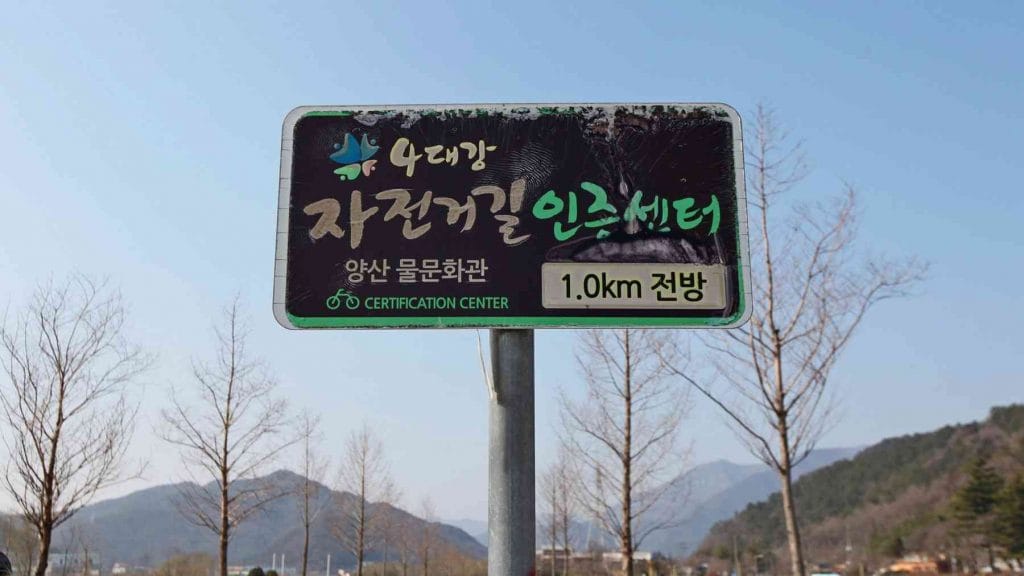 4대강
자전거길 인증센터
양산 물문화관
CERTIFICATION CENTER
1.0km 전방